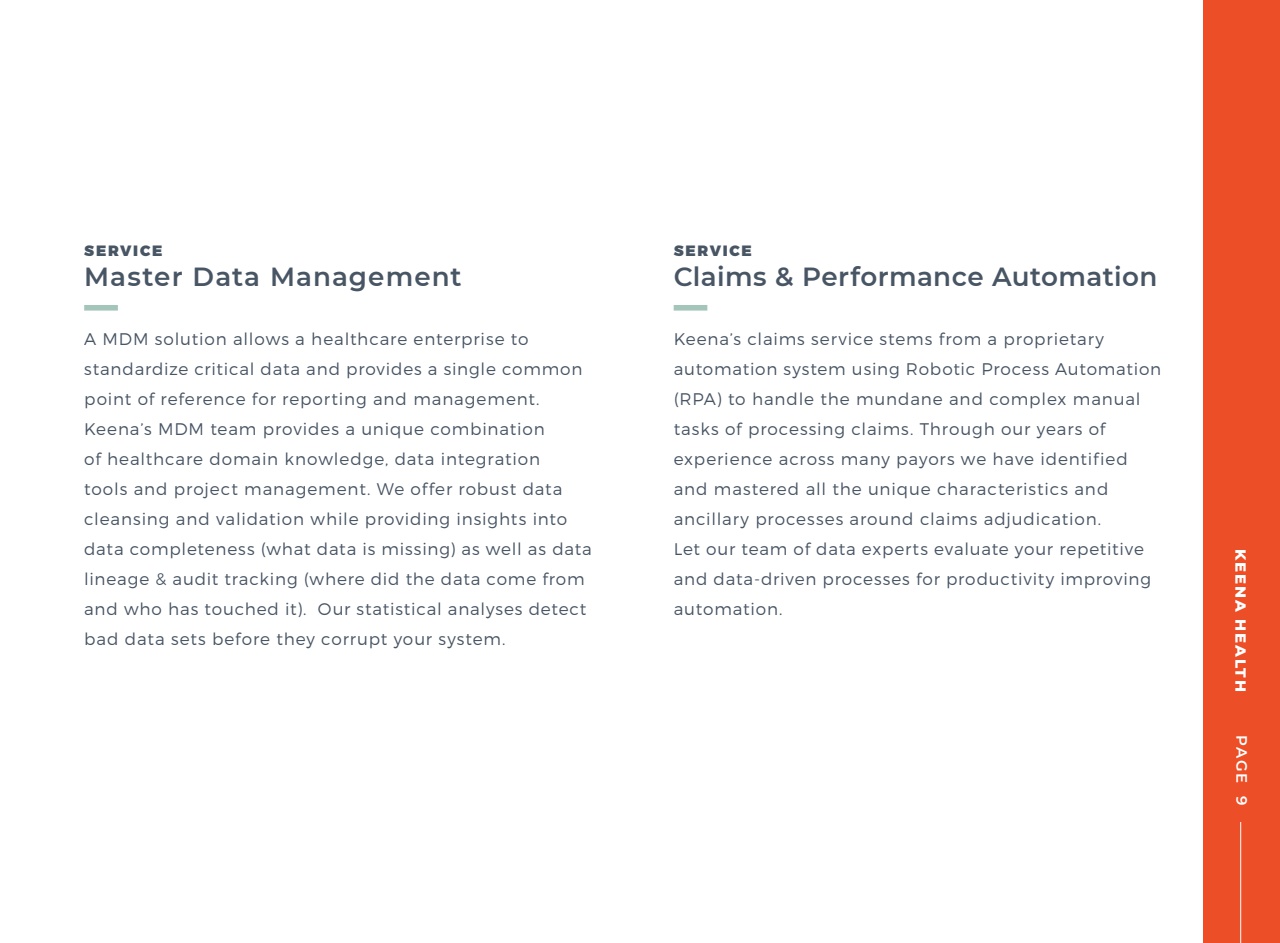 SERVICE
Master Data Management
A MDM solution allows a healthcare enterprise to
standardize critical data and provides a single common
point of reference for reporting and management.
Keena’s MDM team provides a unique combination
of healthcare domain knowledge, data integration
tools and project management. We offer robust data
cleansing and validation while providing insights into
data completeness (what data is missing) as well as data
lineage & audit tracking (where did the data come from
and who has touched it).  Our statistical analyses detect
bad data sets before they corrupt your system.
SERVICE
Claims & Performance Automation
Keena’s claims service stems from a proprietary
automation system using Robotic Process Automation
(RPA) to handle the mundane and complex manual
tasks of processing claims. Through our years of
experience across many payors we have identified
and mastered all the unique characteristics and
ancillary processes around claims adjudication.
Let our team of data experts evaluate your repetitive
and data-driven processes for productivity improving
automation.
KEENA HEALTH PAGE 9